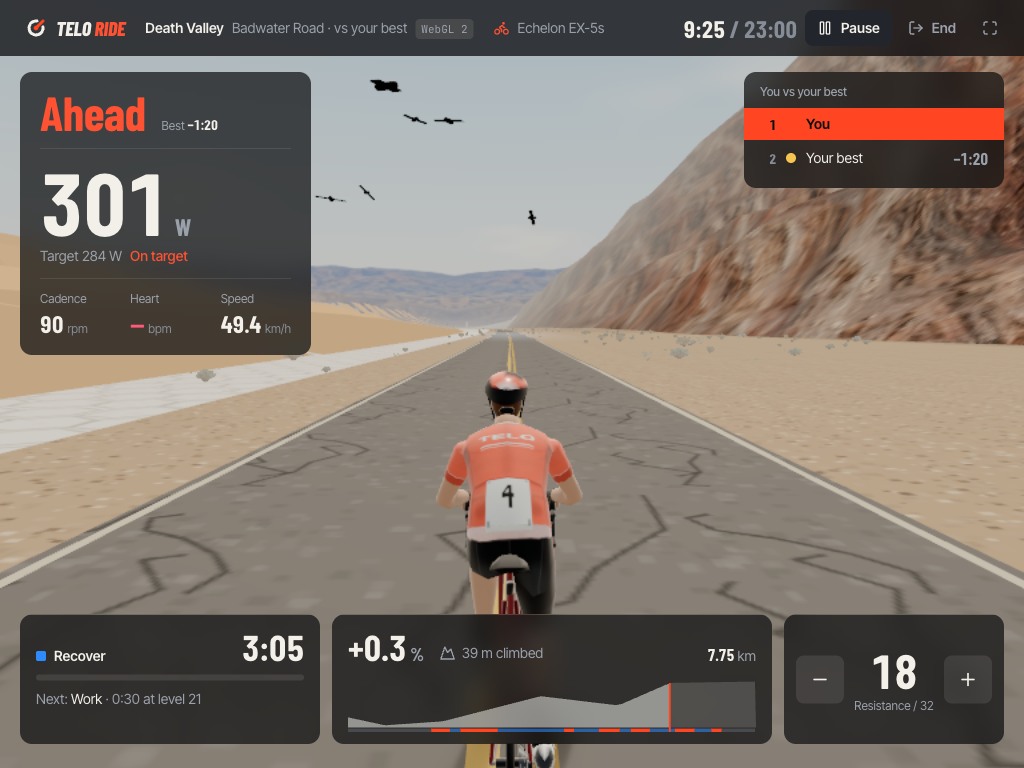 TELO RIDE Death Valley Badwater Road · vs your best WebGL 2 Echelon EX-5s 9:25 / 23:00 Pause End
Ahead Best –1:20
301 W
Target 284 W On target
Cadence Heart Speed
90 rpm – bpm 49.4 km/h
You vs your best
1 You
2 Your best –1:20
TELO
4
Recover 3:05
Next: Work · 0:30 at level 21
+0.3 % 39 m climbed 7.75 km
− 18 +
Resistance / 32